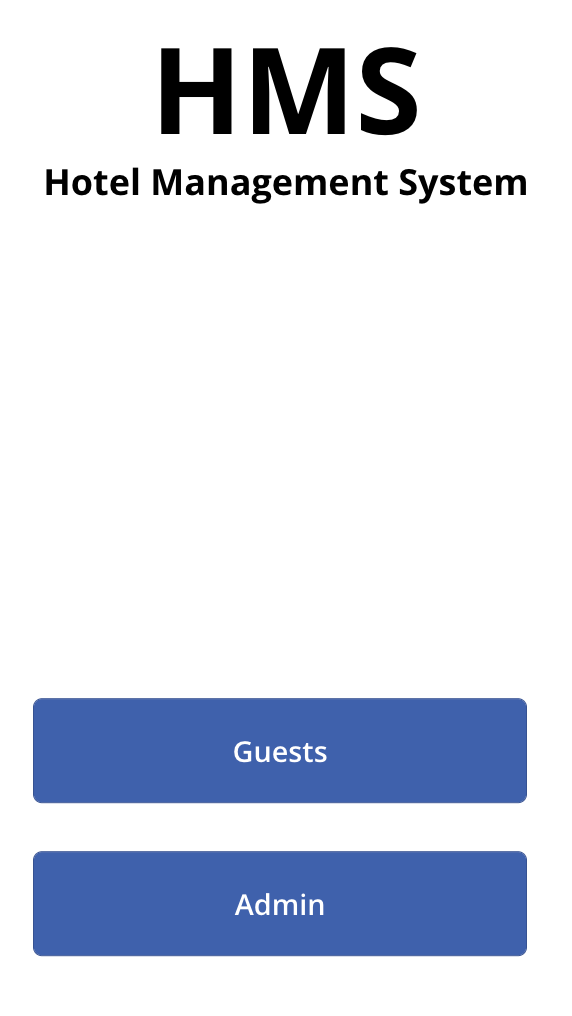 HMS
Hotel Management System
Guests
Admin